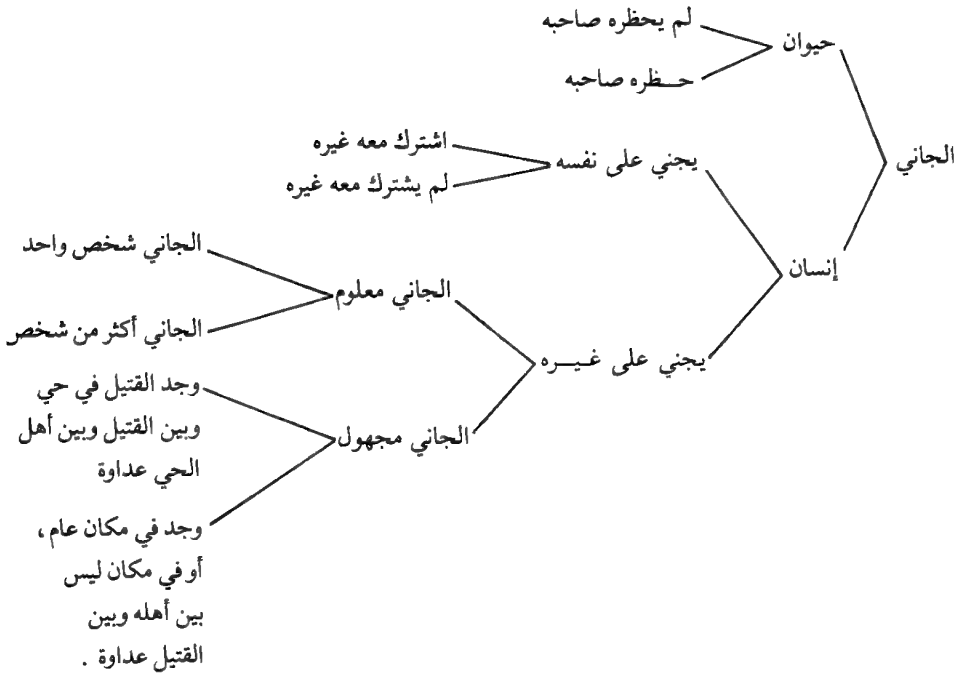 الجاني
حيوان
لم يحظره صاحبه
حــظره صاحبه
إنسان
يجني على نفسه
اشترك معه غيره
لم يشترك معه غيره
يجني على غـيــره
الجاني معلوم
الجاني شخص واحد
الجاني أكثر من شخص
الجاني مجهول
وجد القتيل في حي
وبين القتيل وبين أهل
الحي عداوة
وجد في مكان عام ،
أو في مكان ليس
بين أهله وبين
القتيل عداوة .